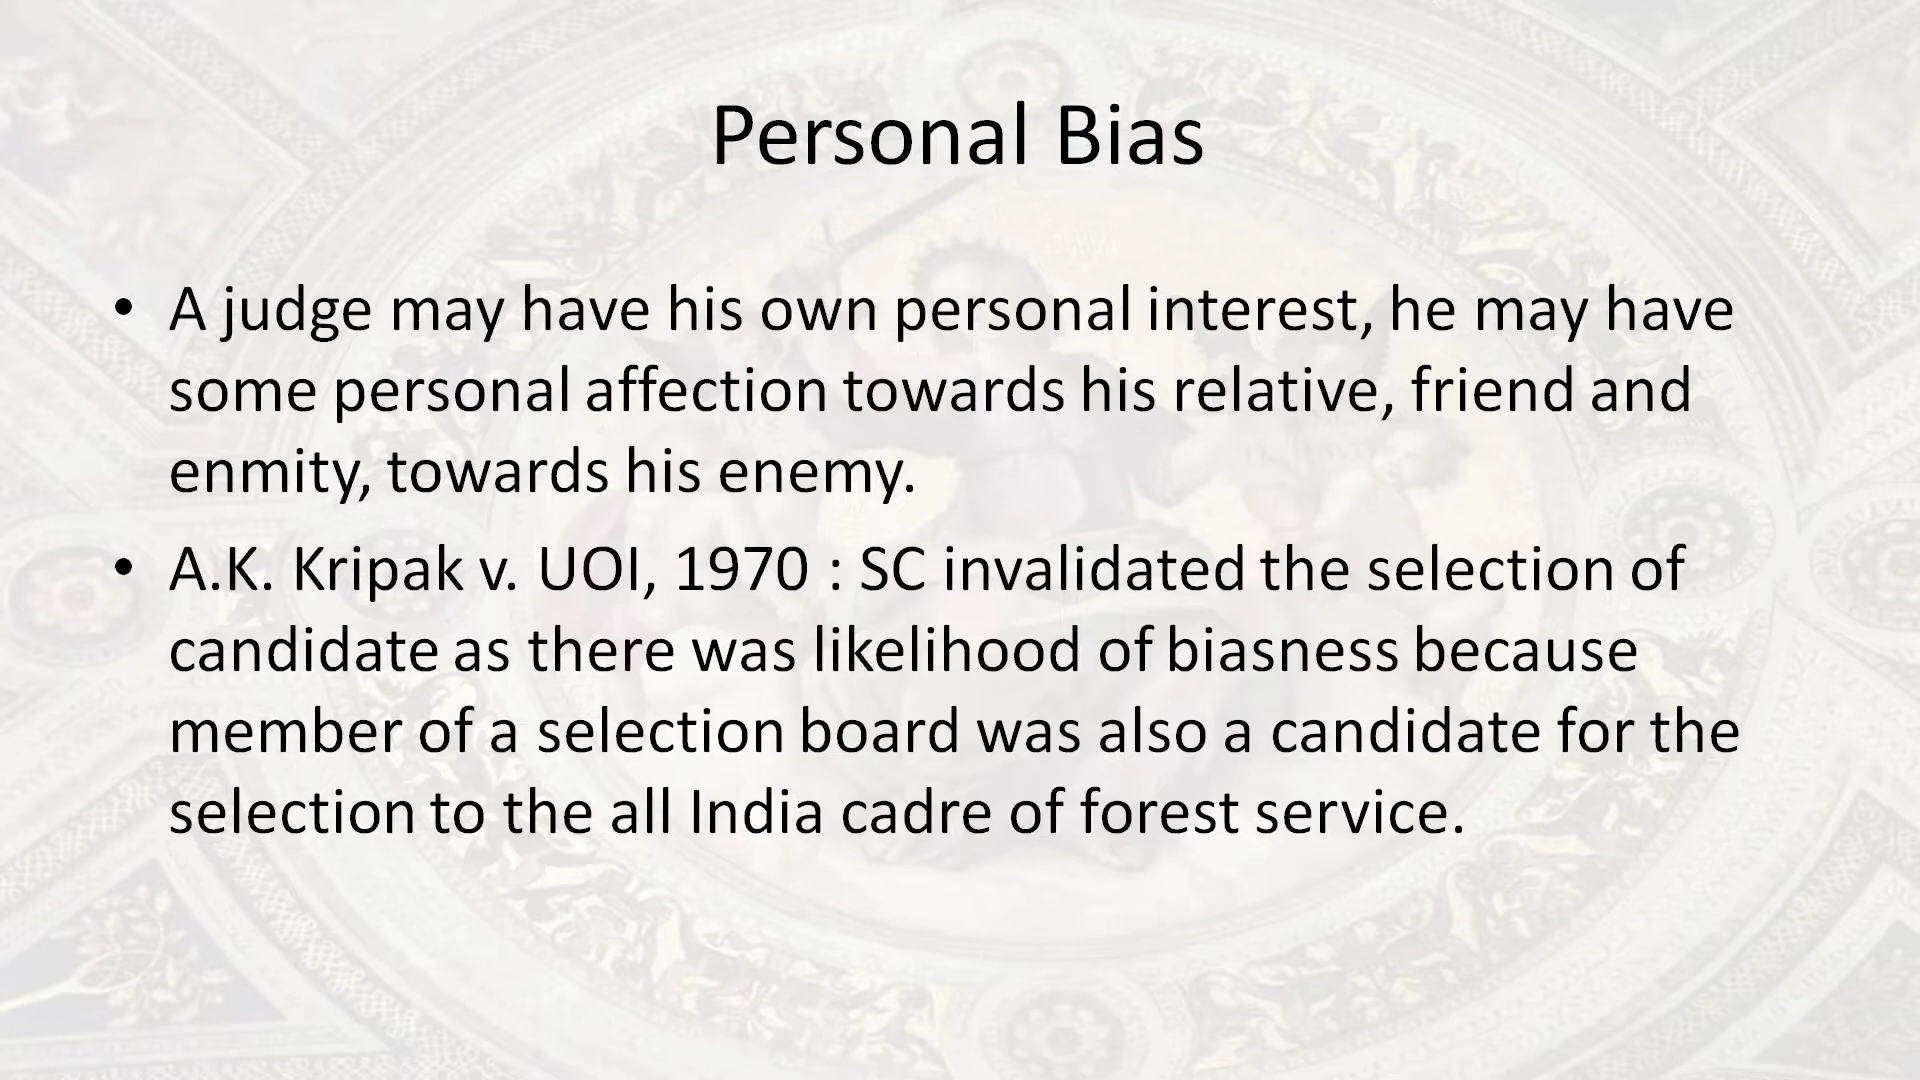 Personal Bias
• A judge may have his own personal interest, he may have
some personal affection towards his relative, friend and
enmity, towards his enemy.
• A.K. Kripak v. UOI, 1970 : SC invalidated the selection of
candidate as there was likelihood of biasness because
member of a selection board was also a candidate for the
selection to the all India cadre of forest service.